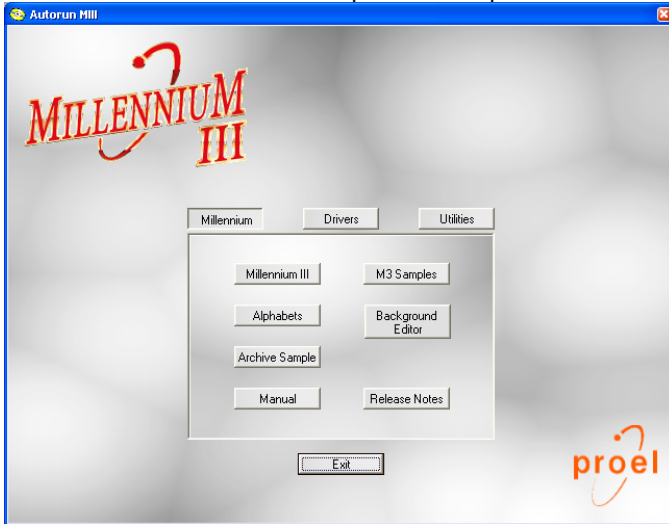 Autorun MIII
MILLENNIUM
III
Millennium
Drivers
Utilities
Millennium III
M3 Samples
Alphabets
Background
Editor
Archive Sample
Manual
Release Notes
Exit
proel